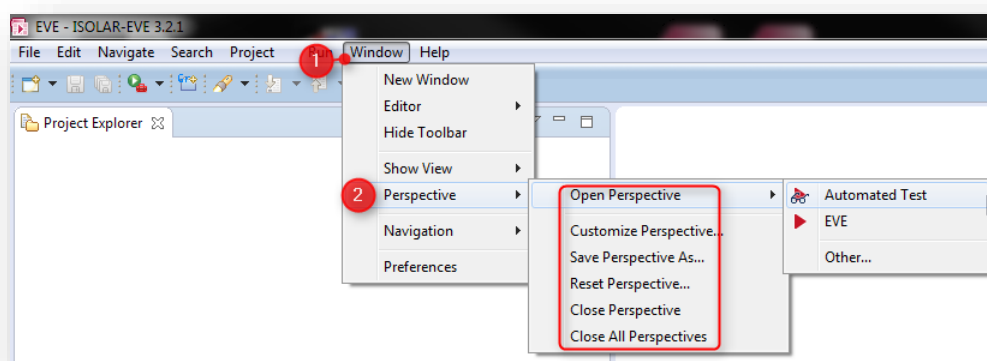 EVE - ISOLAR-EVE 3.2.1
File Edit Navigate Search Project Run Window Help
1
Project Explorer
New Window
Editor
Hide Toolbar
Show View
2 Perspective
Navigation
Preferences
Open Perspective
Customize Perspective...
Save Perspective As...
Reset Perspective...
Close Perspective
Close All Perspectives
Automated Test
EVE
Other...